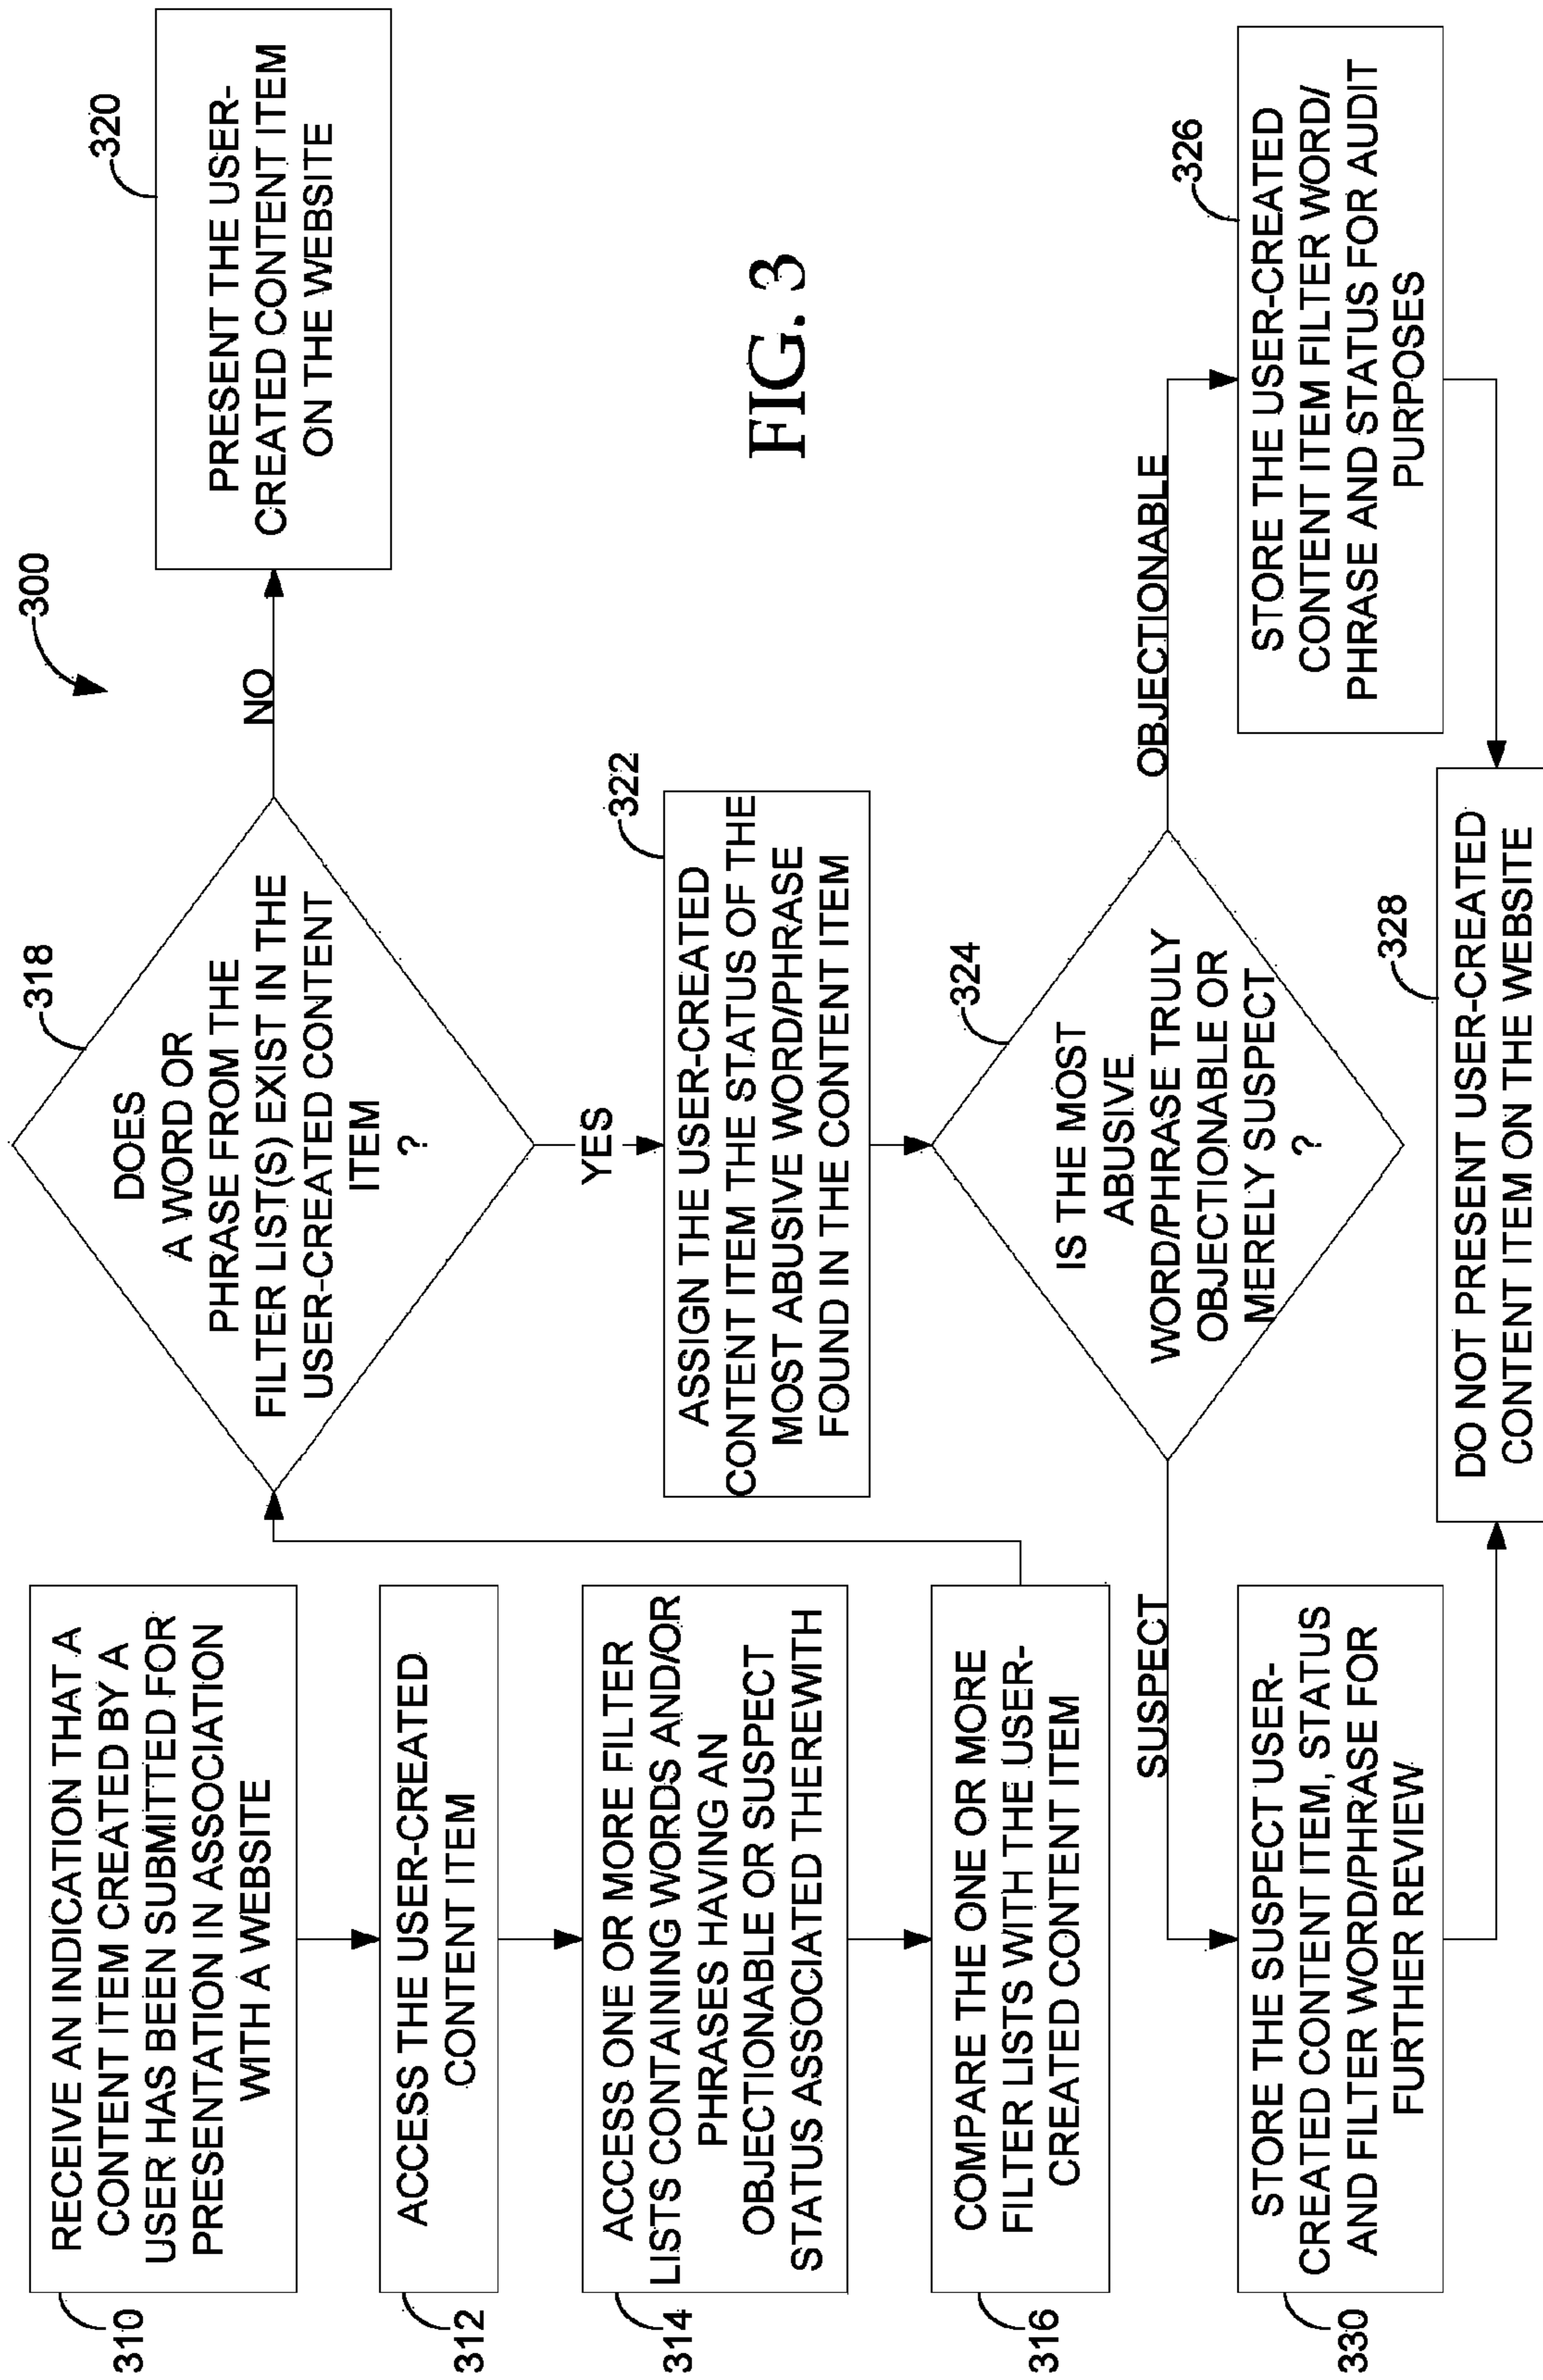 300
310
RECEIVE AN INDICATION THAT A
CONTENT ITEM CREATED BY A
USER HAS BEEN SUBMITTED FOR
PRESENTATION IN ASSOCIATION
WITH A WEBSITE
312
ACCESS THE USER-CREATED
CONTENT ITEM
314
ACCESS ONE OR MORE FILTER
LISTS CONTAINING WORDS AND/OR
PHRASES HAVING AN
OBJECTIONABLE OR SUSPECT
STATUS ASSOCIATED THEREWITH
316
COMPARE THE ONE OR MORE
FILTER LISTS WITH THE USER-
CREATED CONTENT ITEM
318
DOES
A WORD OR
PHRASE FROM THE
FILTER LIST(S) EXIST IN THE
USER-CREATED CONTENT
ITEM
?
NO
320
PRESENT THE USER-
CREATED CONTENT ITEM
ON THE WEBSITE
YES
322
ASSIGN THE USER-CREATED
CONTENT ITEM THE STATUS OF THE
MOST ABUSIVE WORD/PHRASE
FOUND IN THE CONTENT ITEM
324
IS THE MOST
ABUSIVE
WORD/PHRASE TRULY
OBJECTIONABLE OR
MERELY SUSPECT
?
OBJECTIONABLE
326
STORE THE USER-CREATED
CONTENT ITEM FILTER WORD/
PHRASE AND STATUS FOR AUDIT
PURPOSES
SUSPECT
330
STORE THE SUSPECT USER-
CREATED CONTENT ITEM, STATUS
AND FILTER WORD/PHRASE FOR
FURTHER REVIEW
328
DO NOT PRESENT USER-CREATED
CONTENT ITEM ON THE WEBSITE
FIG. 3